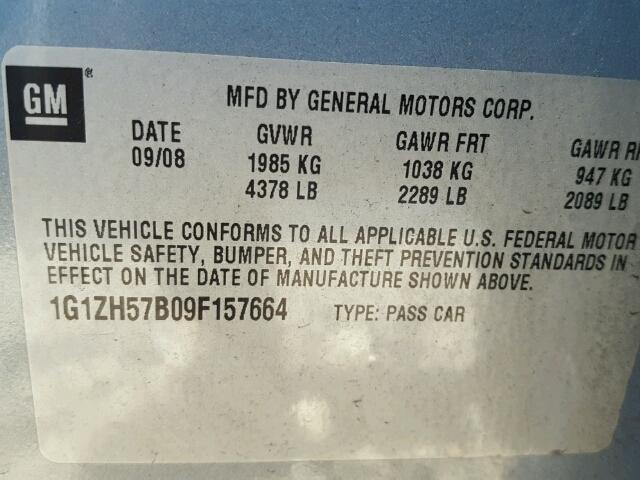 GM ®
MFD BY GENERAL MOTORS CORP.
DATE GVWR GAWR FRT GAWR
09/08 1985 KG 1038 KG 947 KG
4378 LB 2289 LB 2089 LB
THIS VEHICLE CONFORMS TO ALL APPLICABLE U.S. FEDERAL MOTOR
VEHICLE SAFETY, BUMPER, AND THEFT PREVENTION STANDARDS IN
EFFECT ON THE DATE OF MANUFACTURE SHOWN ABOVE.
1G1ZH57B09F157664 TYPE: PASS CAR